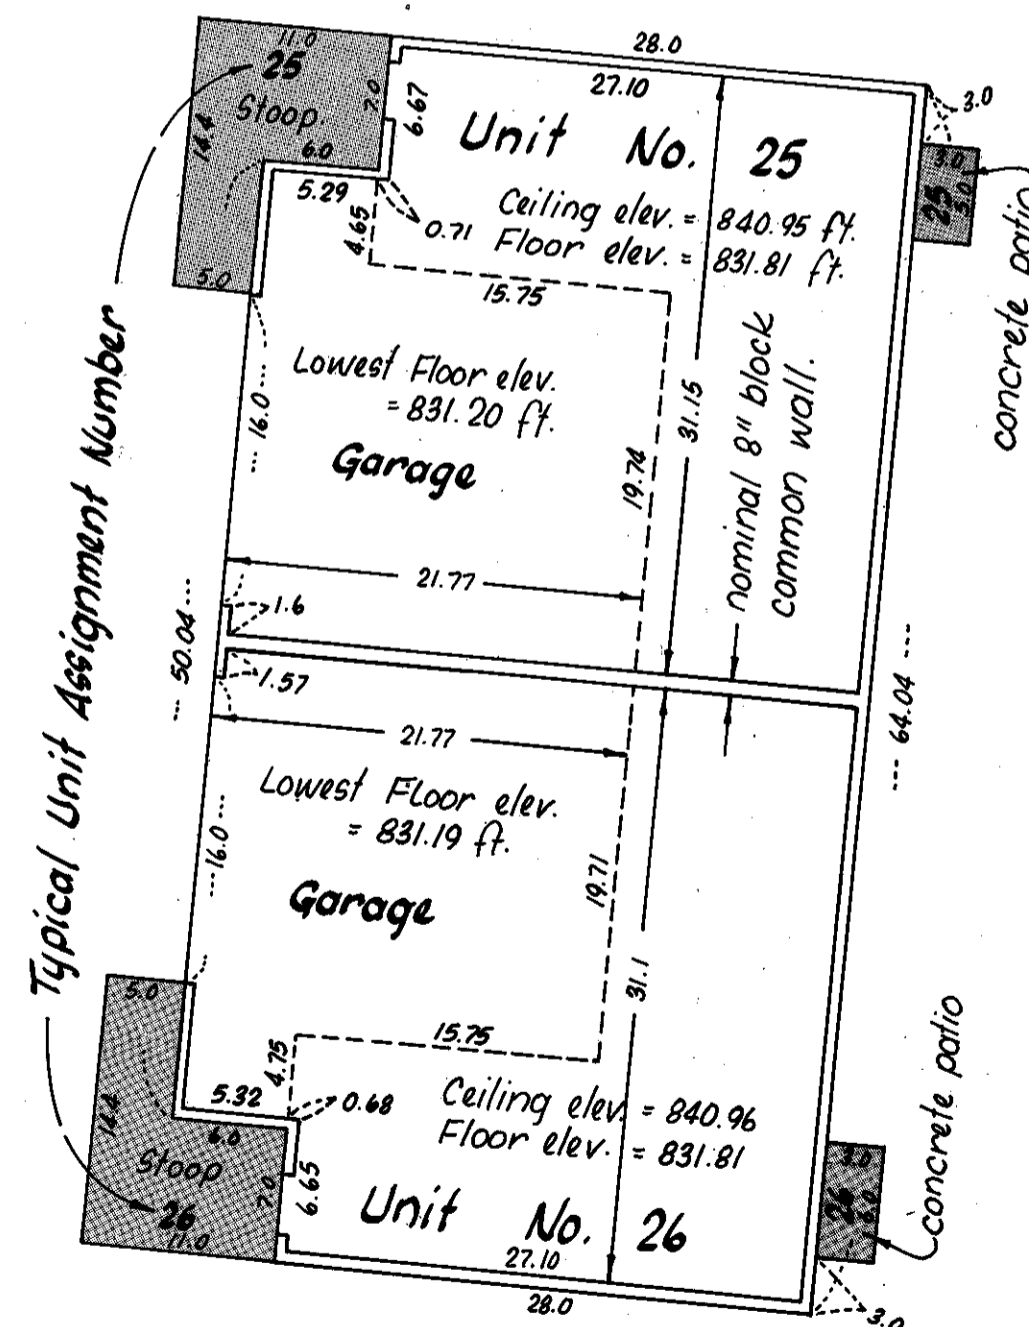 28.0
27.10
3.0
11.0
25
Stoop
7.0
6.67
14.4
6.0
5.0
Unit No. 25
3.0
25
5.0
concrete patio
Ceiling elev. = 840.95 ft.
Floor elev. = 831.81 ft.
5.29
4.65
0.71
15.75
Lowest Floor elev.
= 831.20 ft.
Garage
16.0
19.74
31.15
nominal 8" block
common wall.
21.77
1.6
50.04
64.04
Typical Unit Assignment Number
1.57
21.77
Lowest Floor elev.
= 831.19 ft.
Garage
16.0
19.71
31.1
15.75
4.75
5.32
0.68
5.0
14.4
6.0
Stoop
26
7.0
11.0
6.65
Ceiling elev. = 840.96
Floor elev. = 831.81
Unit No. 26
3.0
26
concrete patio
27.10
28.0
3.0